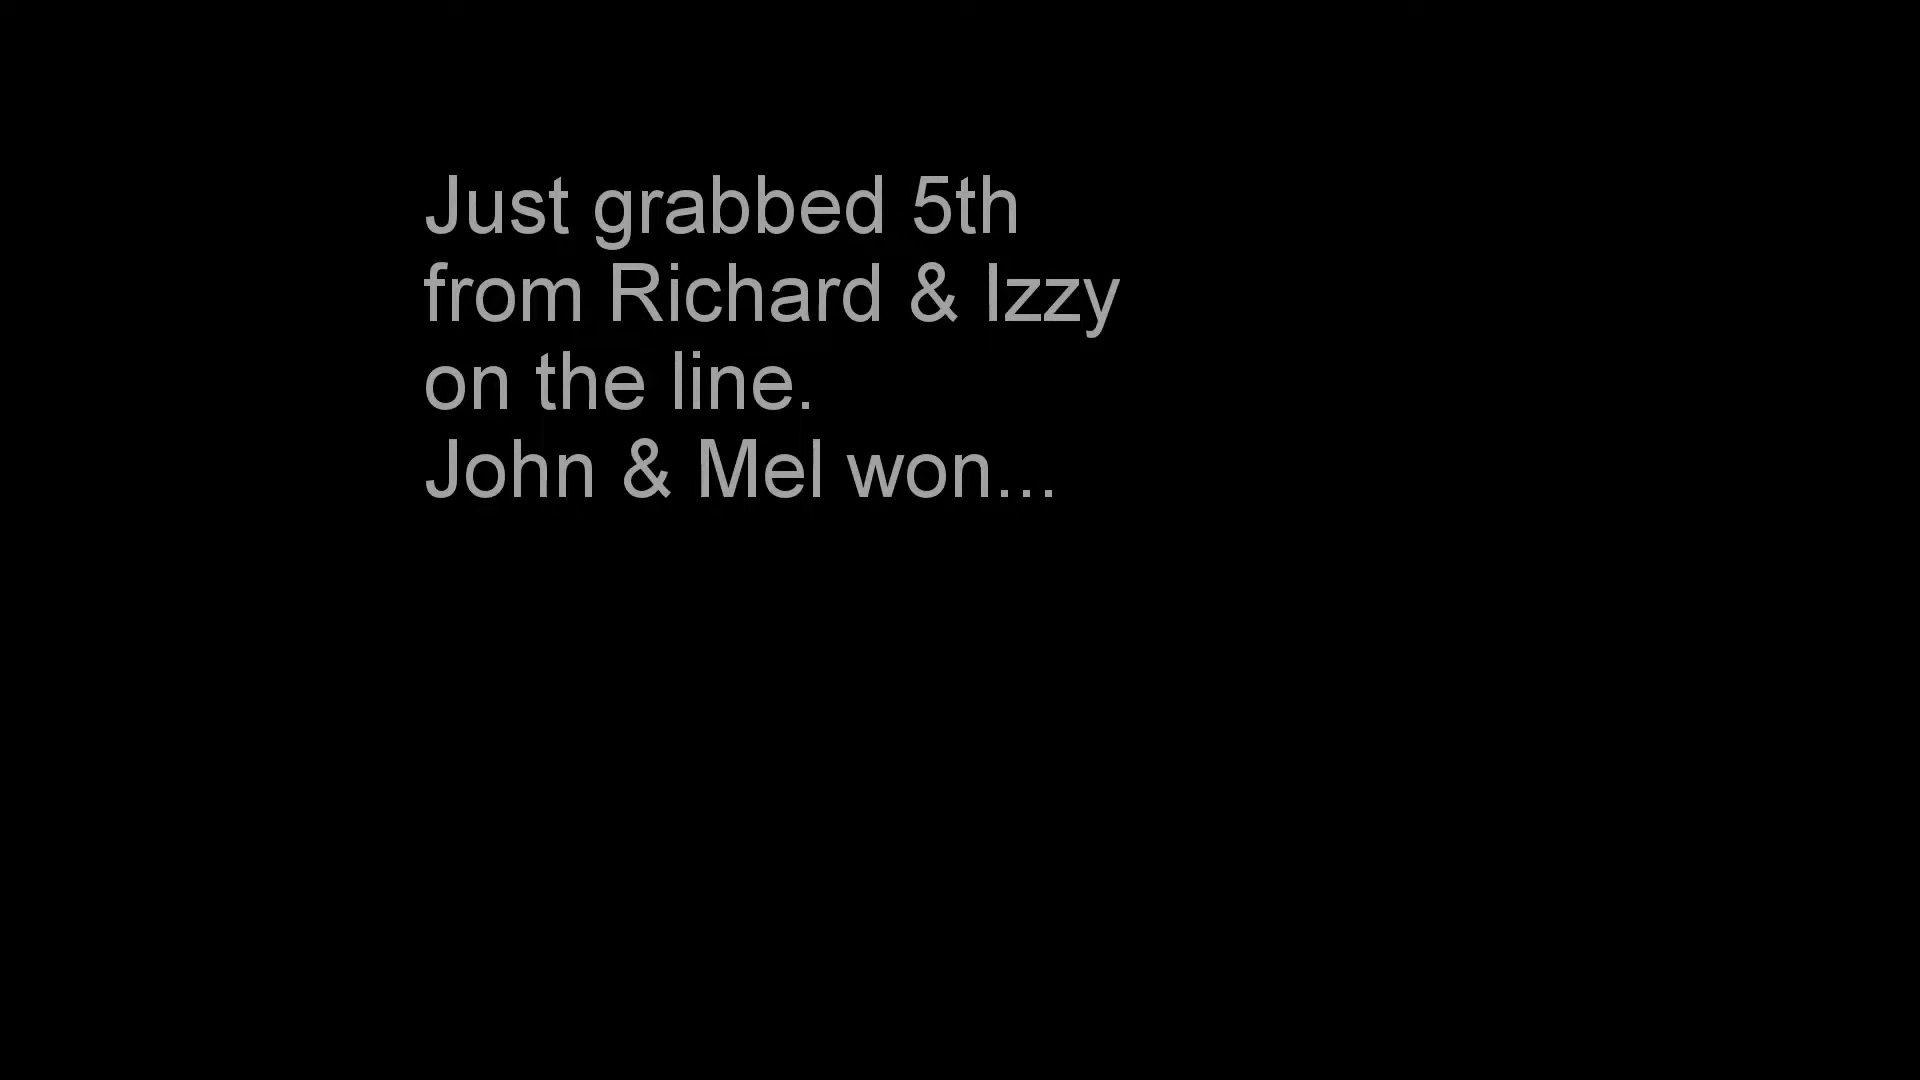 Just grabbed 5th
from Richard & Izzy
on the line.
John & Mel won...